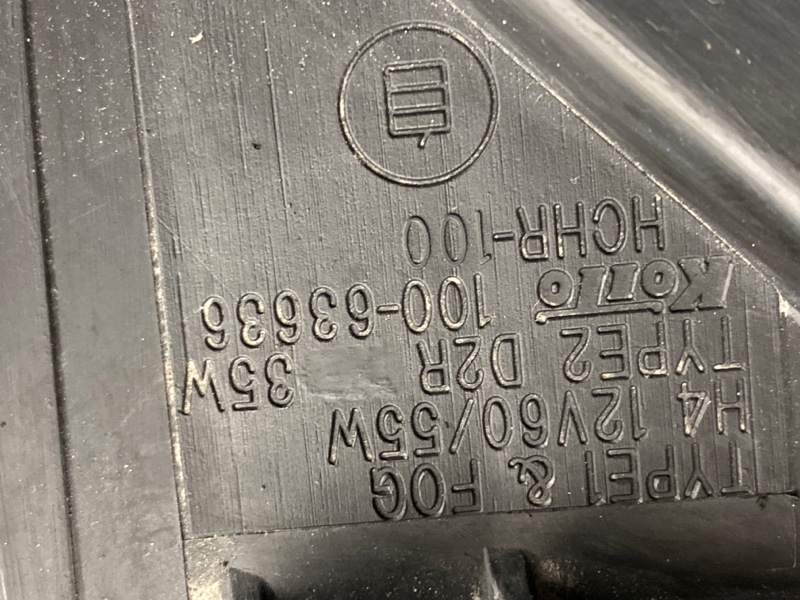 TYPE1 & FOG
H4 12V60/55W
TYPE2 D2R 35W
KOITO 100-63636
HCHR-100